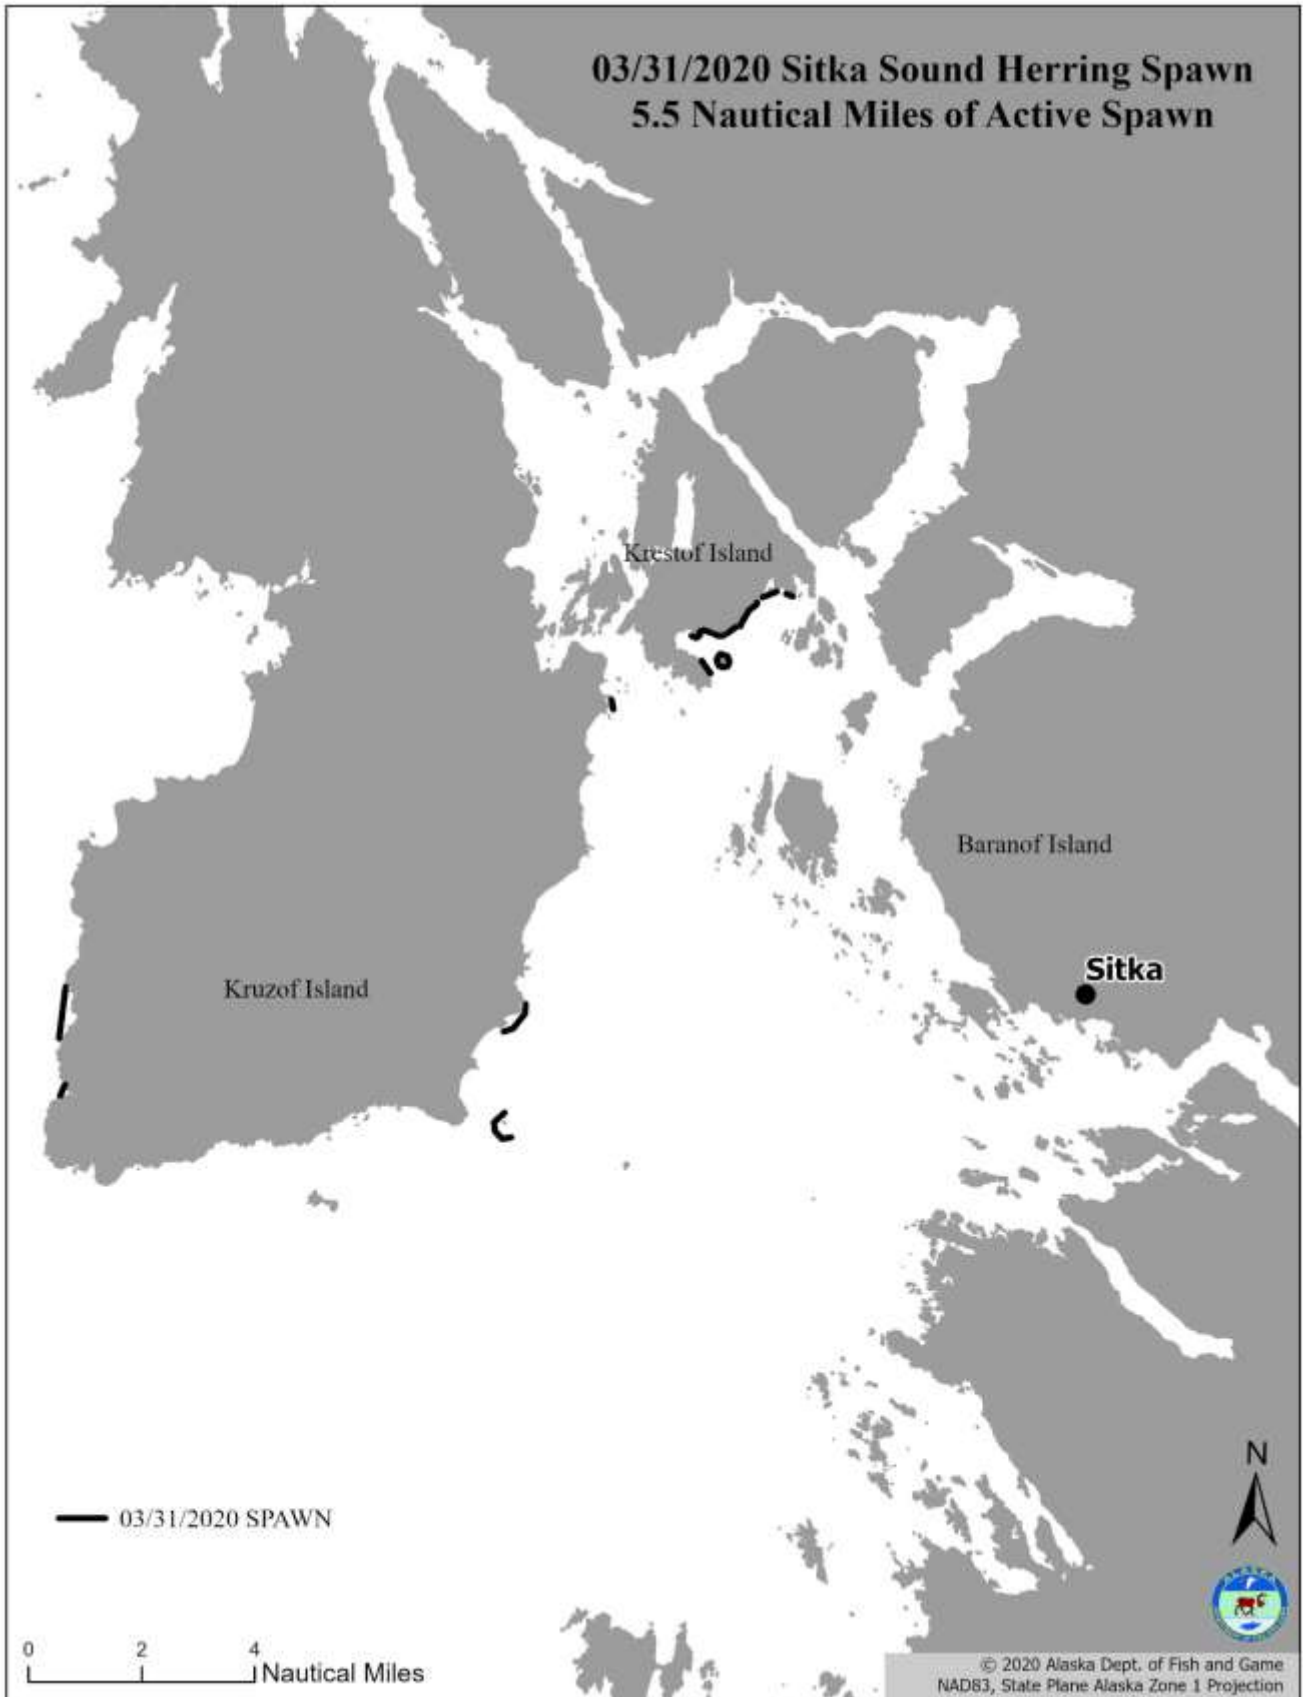 03/31/2020 Sitka Sound Herring Spawn
5.5 Nautical Miles of Active Spawn
Krestof Island
Baranof Island
Sitka
Kruzof Island
N
03/31/2020 SPAWN
ALASKA
0 2 4
Nautical Miles
© 2020 Alaska Dept. of Fish and Game
NAD83, State Plane Alaska Zone 1 Projection